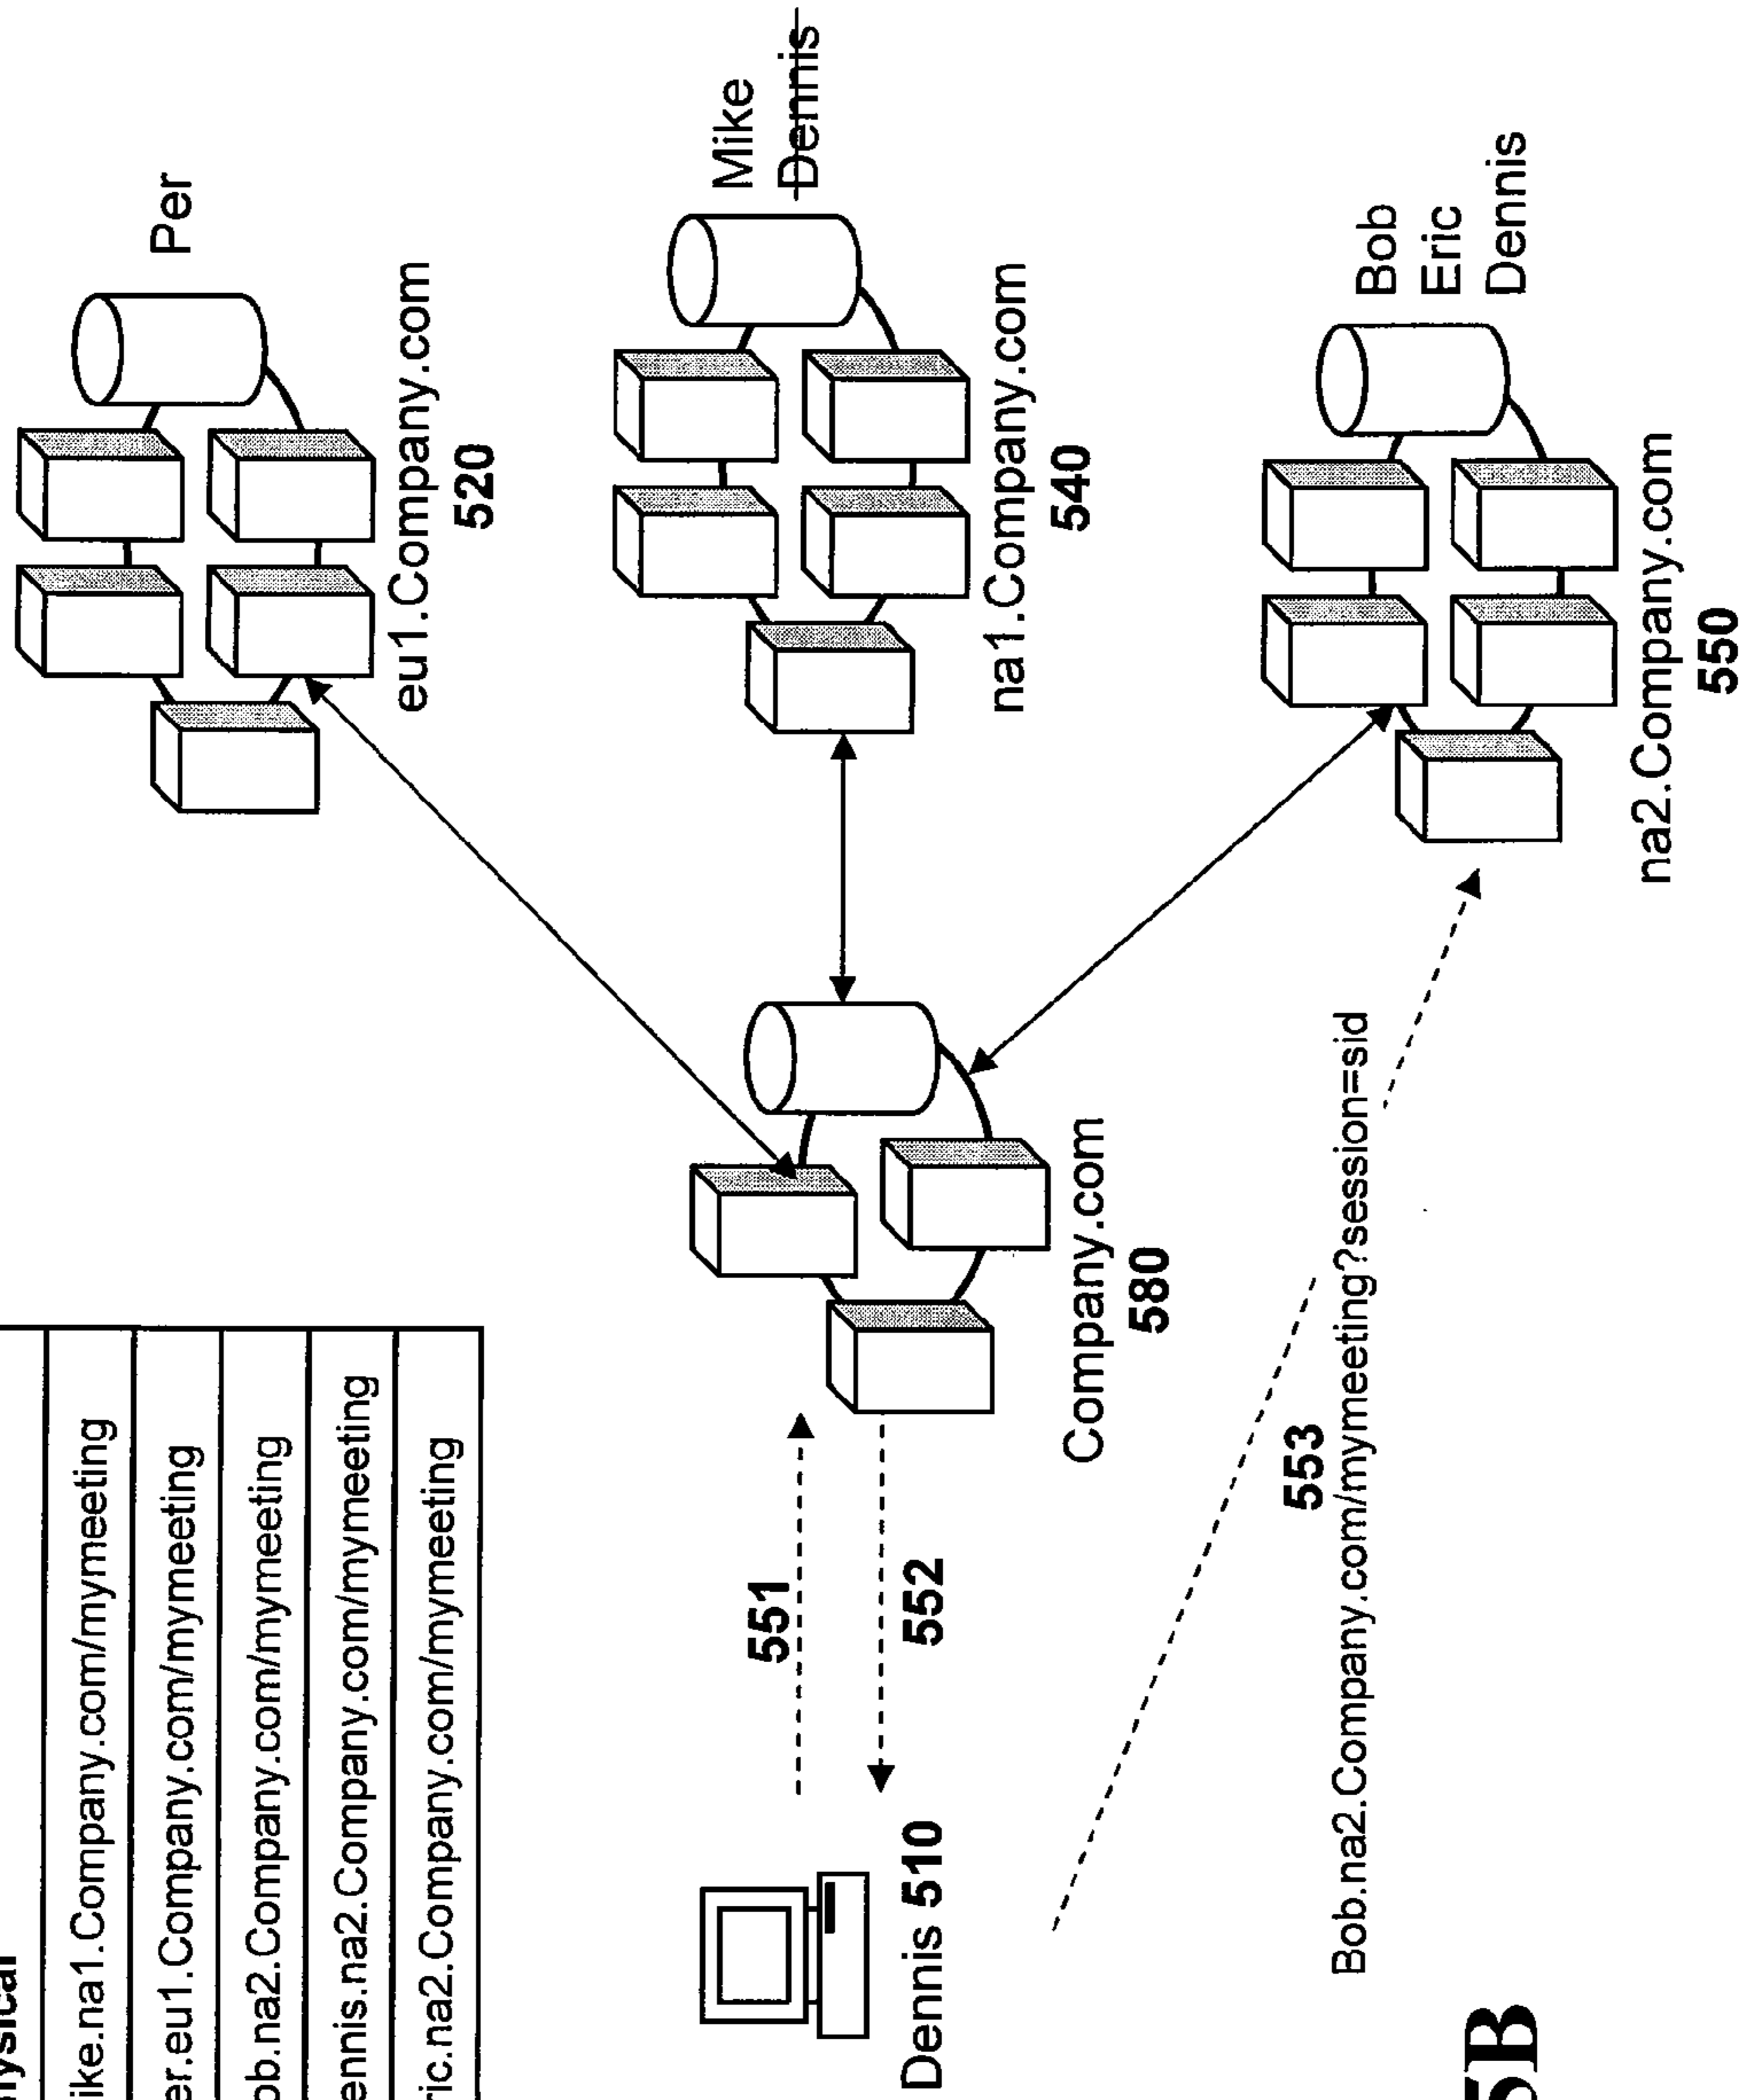 ysical
ike.na1.Company.com/mymeeting
er.eu1.Company.com/mymeeting
ob.na2.Company.com/mymeeting
ennis.na2.Company.com/mymeeting
ric.na2.Company.com/mymeeting
Per
eu1.Company.com
520
Mike
Dennis
na1.Company.com
540
551
552
Dennis 510
Company.com
580
553
Bob.na2.Company.com/mymeeting?session=sid
Bob
Eric
Dennis
na2.Company.com
550
5B